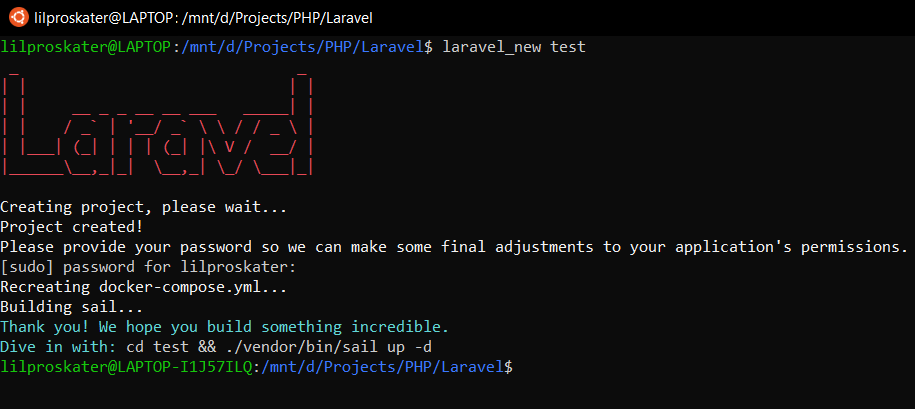 lilproskater@LAPTOP: /mnt/d/Projects/PHP/Laravel
lilproskater@LAPTOP:/mnt/d/Projects/PHP/Laravel$ laravel_new test
Laravel
Creating project, please wait...
Project created!
Please provide your password so we can make some final adjustments to your application's permissions.
[sudo] password for lilproskater:
Recreating docker-compose.yml...
Building sail...
Thank you! We hope you build something incredible.
Dive in with: cd test && ./vendor/bin/sail up -d
lilproskater@LAPTOP-I1J57ILQ:/mnt/d/Projects/PHP/Laravel$